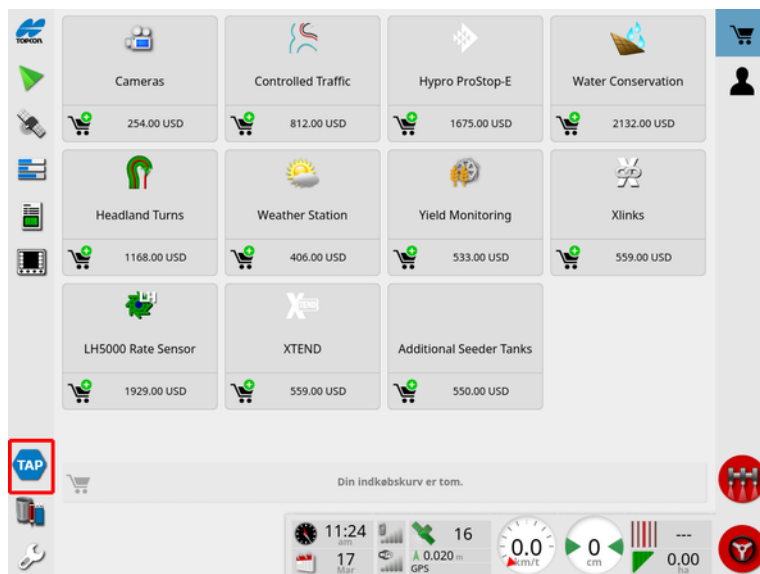 TOPCON
Cameras
Controlled Traffic
Hypro ProStop-E
Water Conservation
254.00 USD
812.00 USD
1675.00 USD
2132.00 USD
Headland Turns
Weather Station
Yield Monitoring
Xlinks
1168.00 USD
406.00 USD
533.00 USD
559.00 USD
LH
XTEND
LH5000 Rate Sensor
XTEND
Additional Seeder Tanks
1929.00 USD
559.00 USD
550.00 USD
TAP
Din indkøbskurv er tom.
11:24
am
16
17
Mar
0.020 m
GPS
0.0
km/t
0
cm
---
0.00
ha